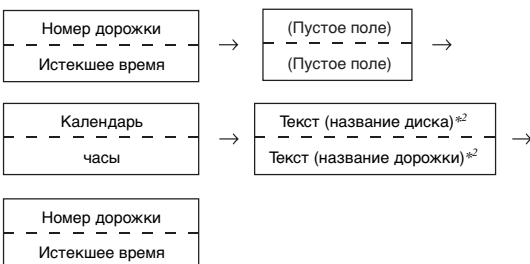 Номер дорожки
Истекшее время
→
(Пустое поле)
(Пустое поле)
→
Календарь
часы
→
Текст (название диска)*2
Текст (название дорожки)*2
→
Номер дорожки
Истекшее время